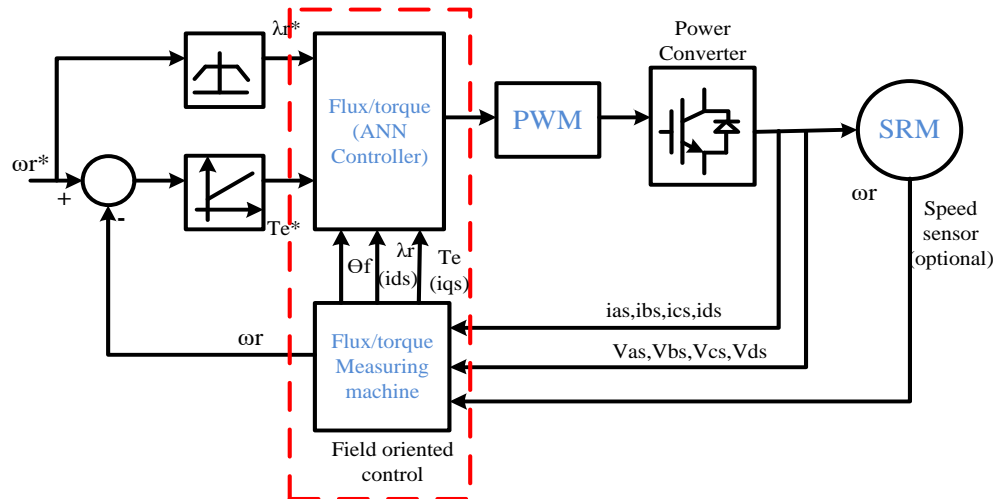 λr*
Power
Converter
Flux/torque
(ANN
Controller)
PWM
SRM
ωr*
+
-
Te*
ωr
Speed
sensor
(optional)
Ɵf
λr
(ids)
Te
(iqs)
ias,ibs,ics,ids
ωr
Flux/torque
Measuring
machine
Vas,Vbs,Vcs,Vds
Field oriented
control